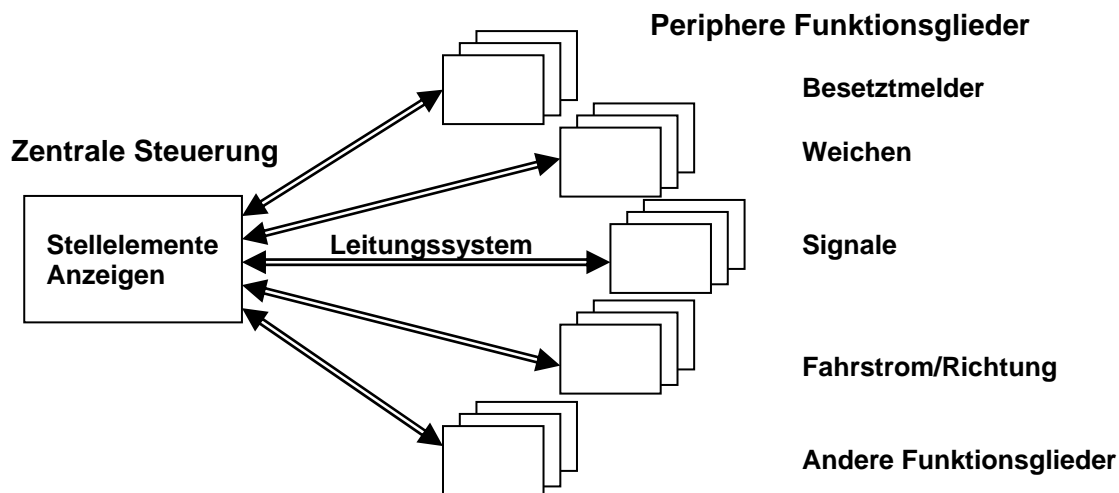 Periphere Funktionsglieder
Besetztmelder
Zentrale Steuerung
Weichen
Stellelemente
Anzeigen
Leitungssystem
Signale
Fahrstrom/Richtung
Andere Funktionsglieder